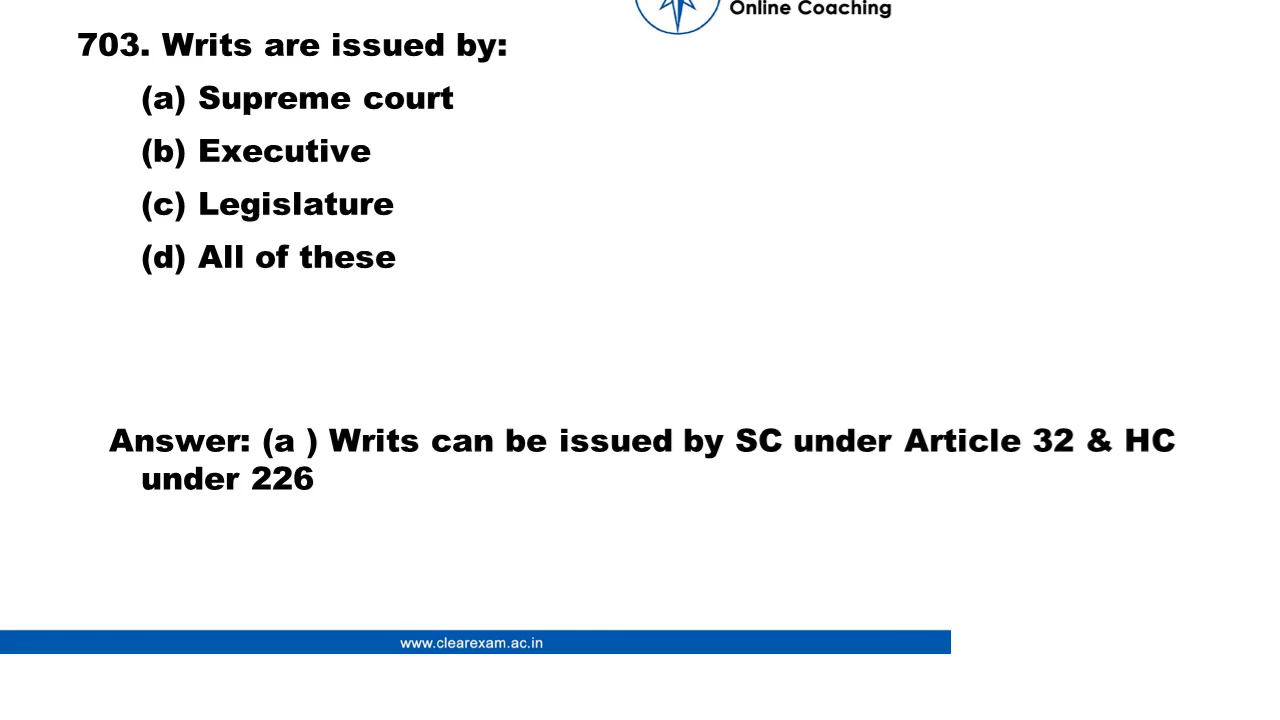 Online Coaching
703. Writs are issued by:
(a) Supreme court
(b) Executive
(c) Legislature
(d) All of these
Answer: (a ) Writs can be issued by SC under Article 32 & HC
under 226
www.clearexam.ac.in